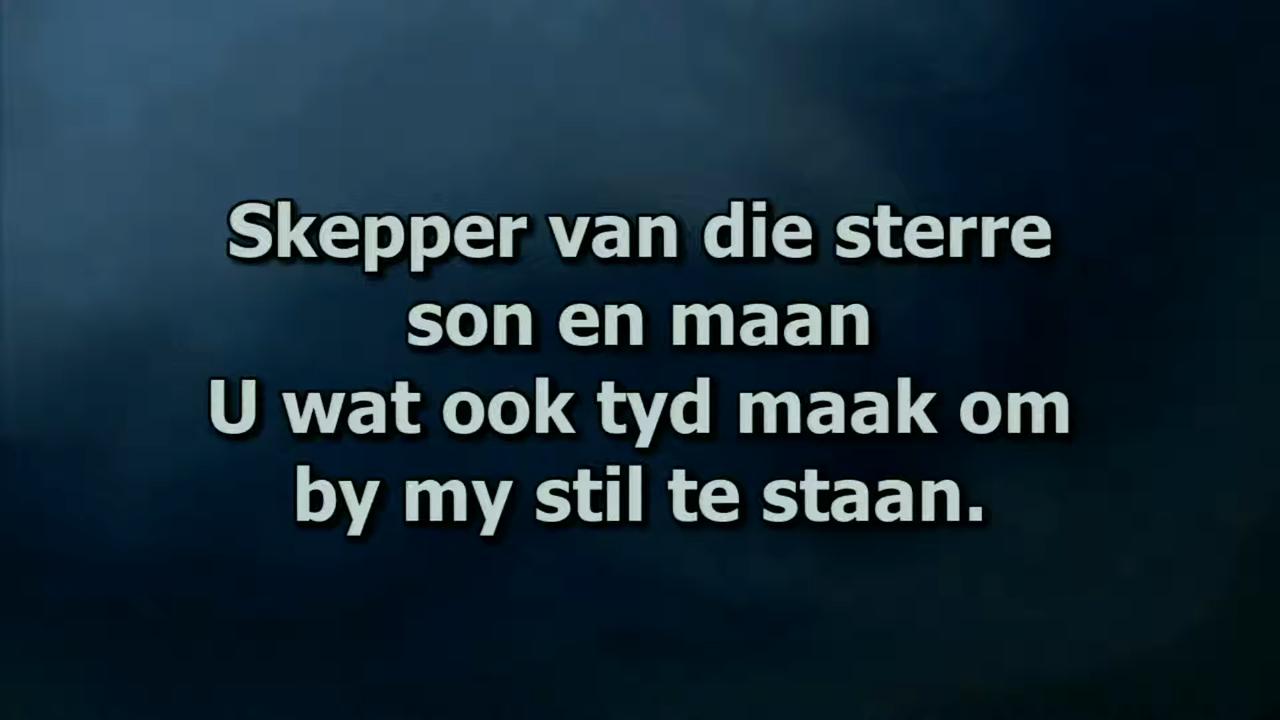 Skepper van die sterre
son en maan
U wat ook tyd maak om
by my stil te staan.